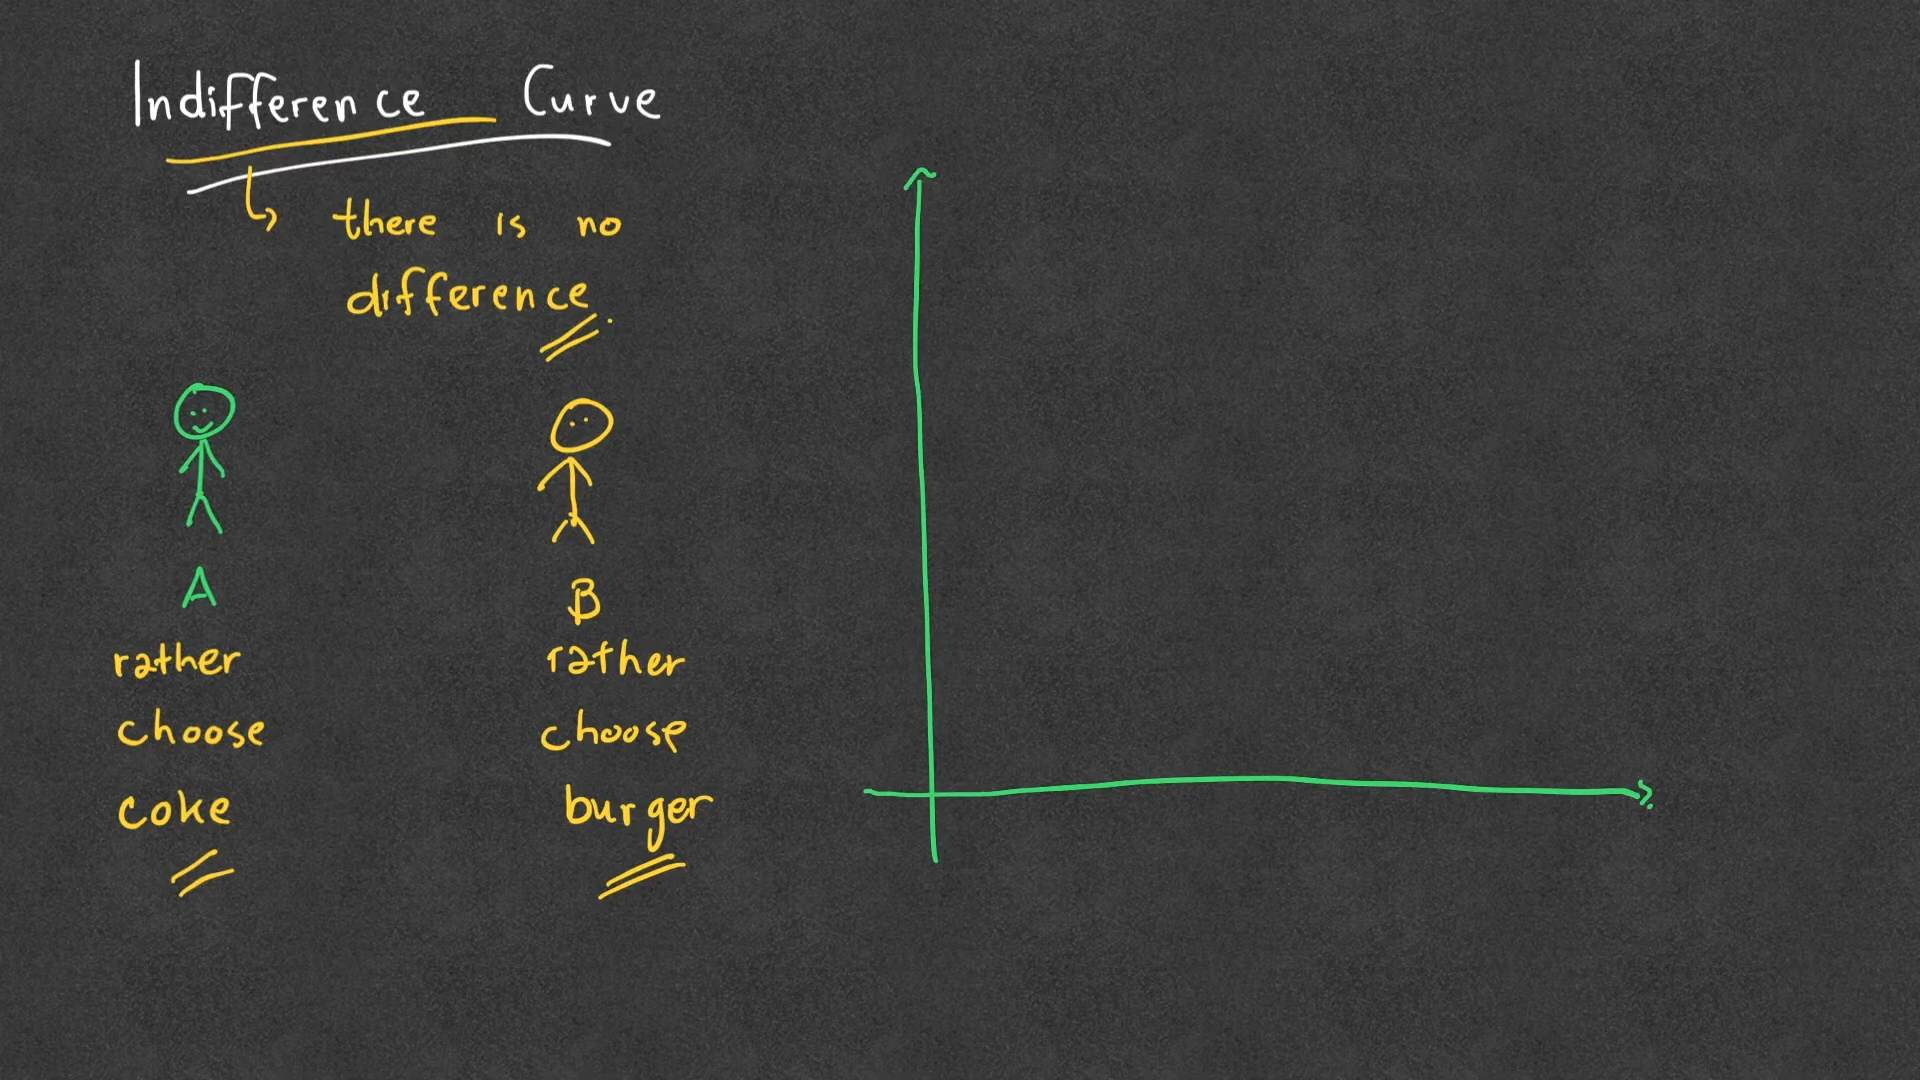 Indifference Curve
there is no
difference
A
rather
choose
coke
B
rather
choose
burger